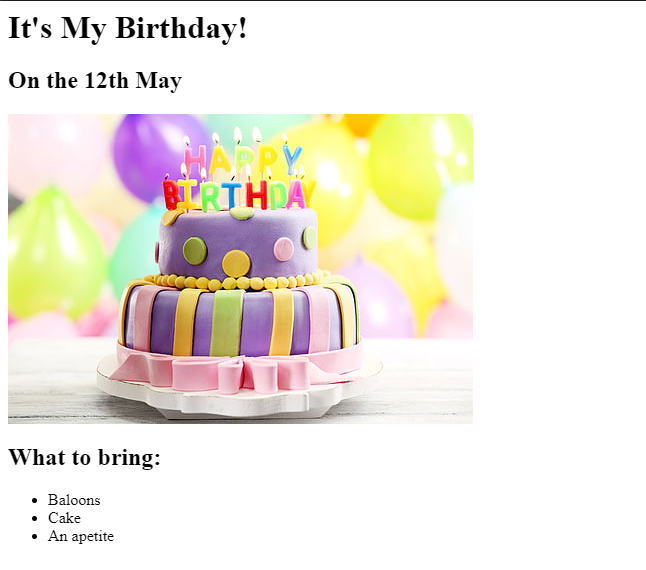 It's My Birthday!
On the 12th May
HAPPY
BIRTHDAY
What to bring:
Baloons
Cake
An apetite